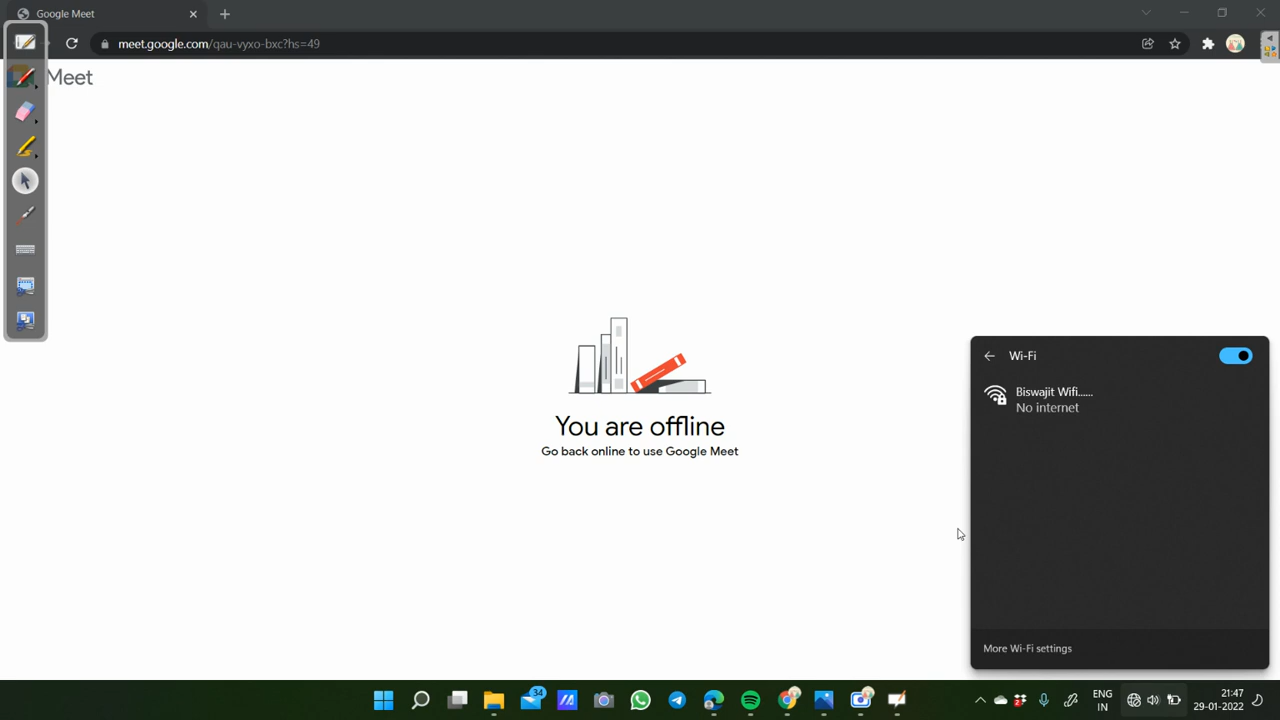 Google Meet
meet.google.com/qau-vyxo-bxc?hs=49
Meet
You are offline
Go back online to use Google Meet
Wi-Fi
Biswajit Wifi......
No internet
More Wi-Fi settings
34
ENG
IN
21:47
29-01-2022